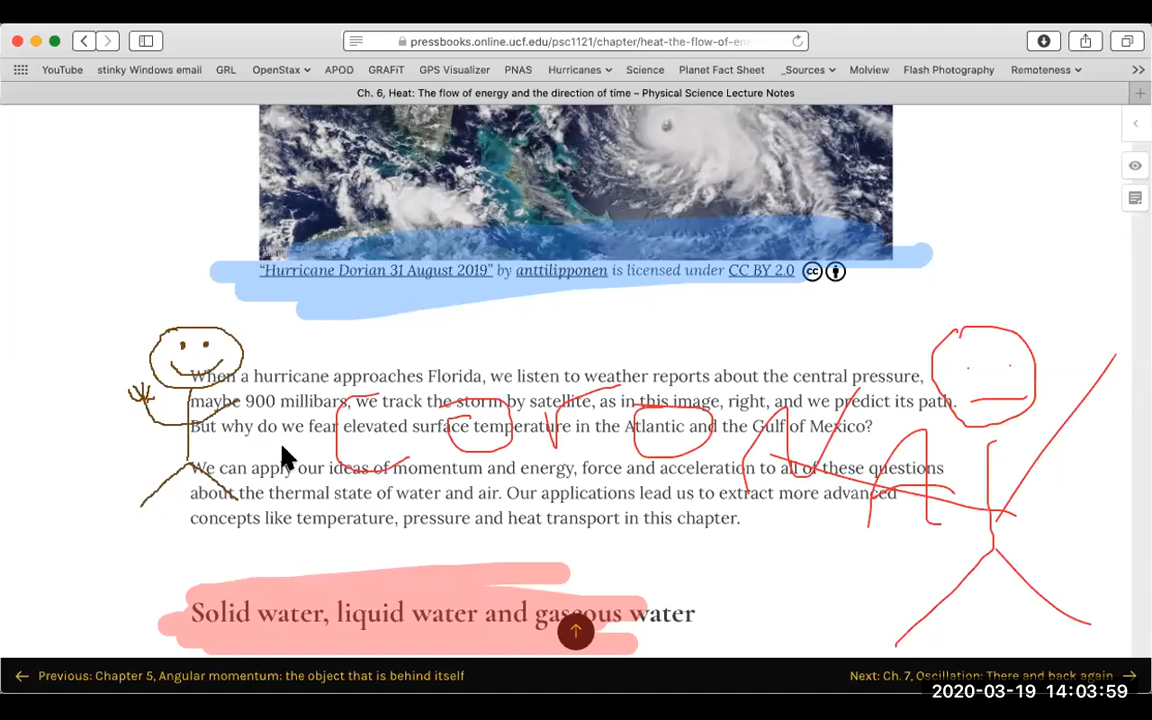 pressbooks.online.ucf.edu/psc1121/chapter/heat-the-flow-of-ene
YouTube stinky Windows email GRL OpenStax APOD GRAFiT GPS Visualizer PNAS Hurricanes Science Planet Fact Sheet _Sources Molview Flash Photography Remoteness
Ch. 6, Heat: The flow of energy and the direction of time – Physical Science Lecture Notes
"Hurricane Dorian 31 August 2019" by anttilipponen is licensed under CC BY 2.0
When a hurricane approaches Florida, we listen to weather reports about the central pressure,
maybe 900 millibars, we track the storm by satellite, as in this image, right, and we predict its path.
But why do we fear elevated surface temperature in the Atlantic and the Gulf of Mexico?
CoroNA
We can apply our ideas of momentum and energy, force and acceleration to all of these questions
about the thermal state of water and air. Our applications lead us to extract more advanced
concepts like temperature, pressure and heat transport in this chapter.
Solid water, liquid water and gaseous water
← Previous: Chapter 5, Angular momentum: the object that is behind itself
Next: Ch. 7, Oscillation: There and back again →
2020-03-19 14:03:59